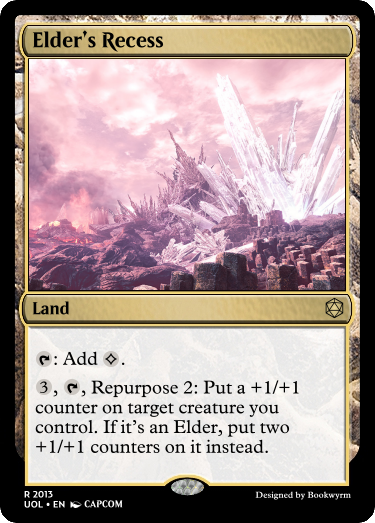 Elder's Recess
Land
: Add .
3, , Repurpose 2: Put a +1/+1
counter on target creature you
control. If it's an Elder, put two
+1/+1 counters on it instead.
R 2013
UOL • EN CAPCOM
Designed by Bookwyrm